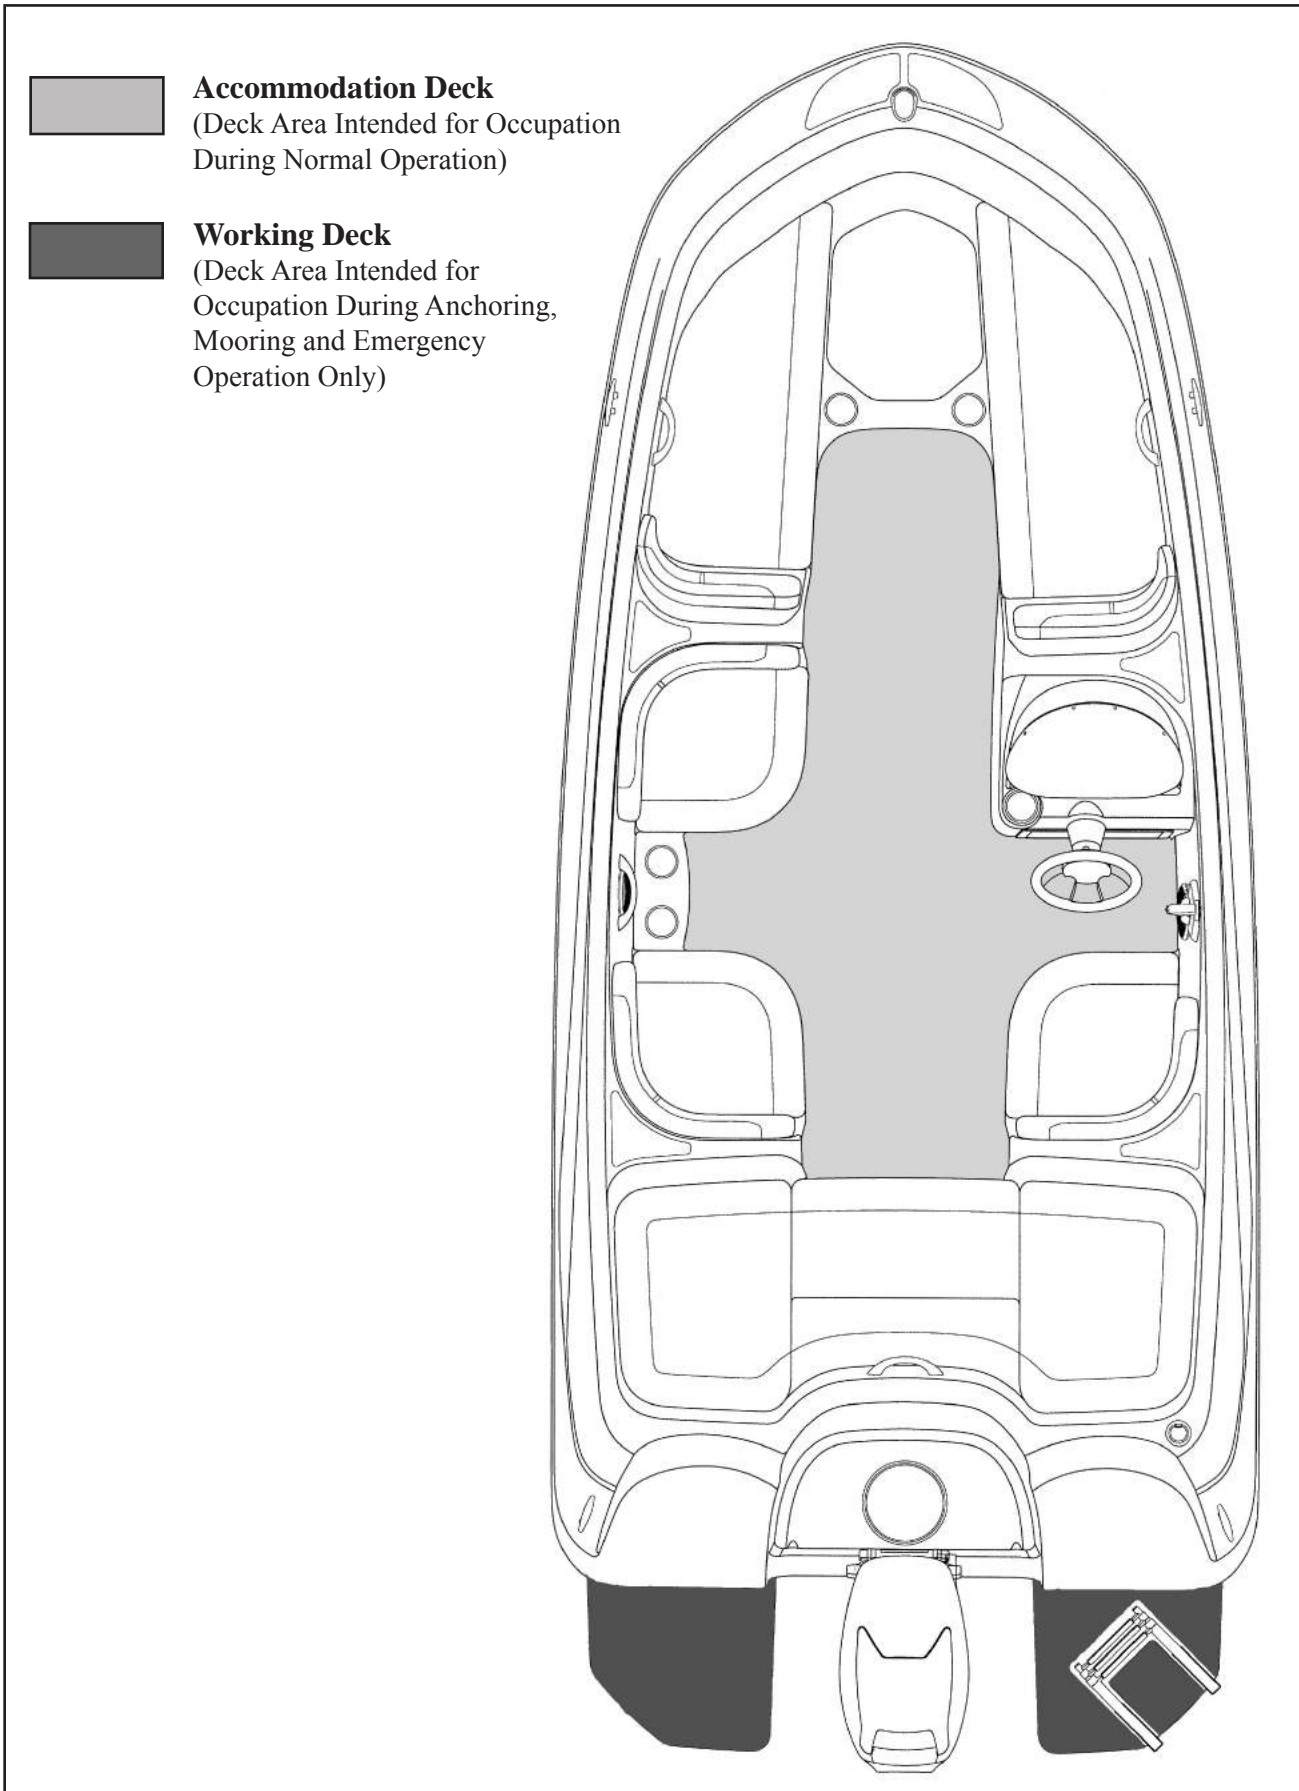 Accommodation Deck
(Deck Area Intended for Occupation
During Normal Operation)
Working Deck
(Deck Area Intended for
Occupation During Anchoring,
Mooring and Emergency
Operation Only)